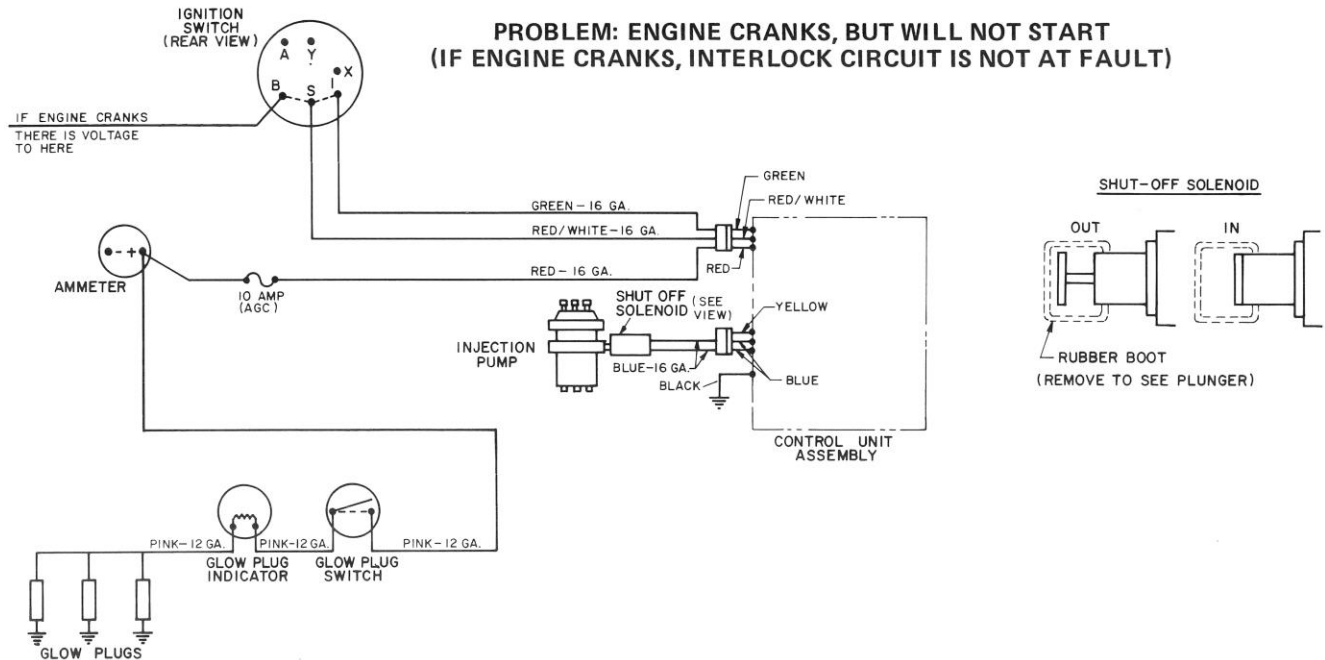 PROBLEM: ENGINE CRANKS, BUT WILL NOT START
(IF ENGINE CRANKS, INTERLOCK CIRCUIT IS NOT AT FAULT)
IGNITION
SWITCH
(REAR VIEW)
A Y
X
B S I
IF ENGINE CRANKS
THERE IS VOLTAGE
TO HERE
GREEN
RED/WHITE
GREEN-16 GA.
RED/WHITE-16 GA.
RED
RED-16 GA.
- +
AMMETER
10 AMP
(AGC)
SHUT OFF
SOLENOID
(SEE
VIEW)
YELLOW
INJECTION
PUMP
BLUE-16 GA.
BLACK
BLUE
CONTROL UNIT
ASSEMBLY
SHUT-OFF SOLENOID
OUT
IN
RUBBER BOOT
(REMOVE TO SEE PLUNGER)
PINK-12 GA.
PINK-12 GA.
PINK-12 GA.
GLOW PLUG
INDICATOR
GLOW PLUG
SWITCH
GLOW PLUGS